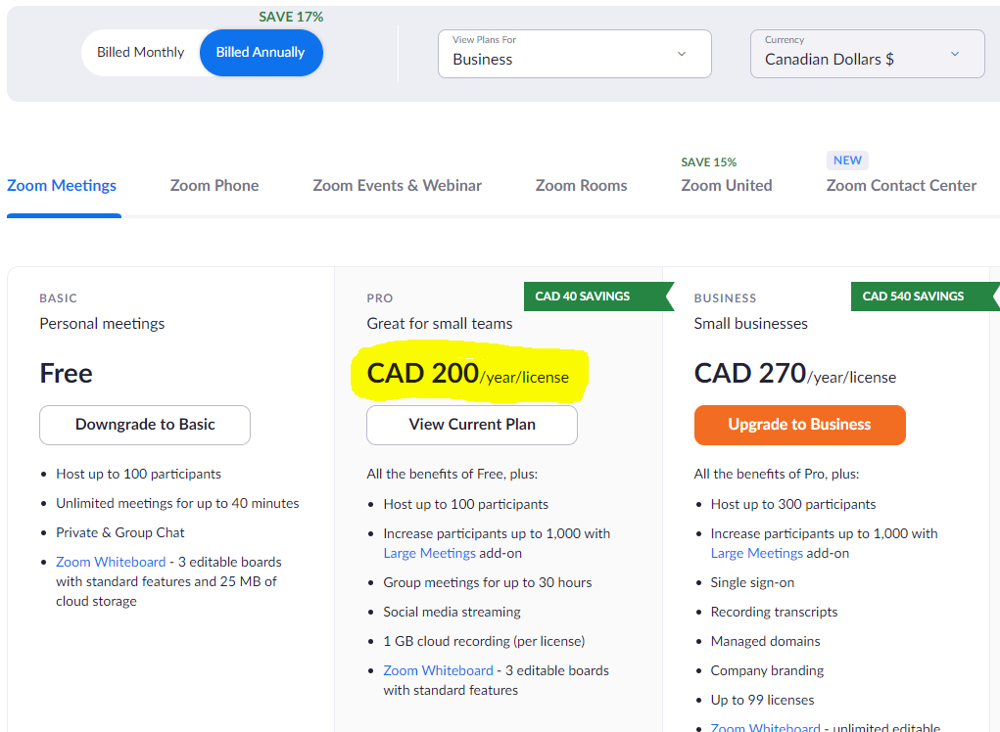 SAVE 17%
Billed Monthly
Billed Annually
View Plans For
Business
Currency
Canadian Dollars $
Zoom Meetings
Zoom Phone
Zoom Events & Webinar
Zoom Rooms
SAVE 15%
Zoom United
NEW
Zoom Contact Center
BASIC
Personal meetings
Free
Downgrade to Basic
Host up to 100 participants
Unlimited meetings for up to 40 minutes
Private & Group Chat
Zoom Whiteboard - 3 editable boards
with standard features and 25 MB of
cloud storage
CAD 40 SAVINGS
PRO
Great for small teams
CAD 200/year/license
View Current Plan
All the benefits of Free, plus:
Host up to 100 participants
Increase participants up to 1,000 with
Large Meetings add-on
Group meetings for up to 30 hours
Social media streaming
1 GB cloud recording (per license)
Zoom Whiteboard - 3 editable boards
with standard features
CAD 540 SAVINGS
BUSINESS
Small businesses
CAD 270/year/license
Upgrade to Business
All the benefits of Pro, plus:
Host up to 300 participants
Increase participants up to 1,000 with
Large Meetings add-on
Single sign-on
Recording transcripts
Managed domains
Company branding
Up to 99 licenses
Zoom Whiteboard - unlimited editable